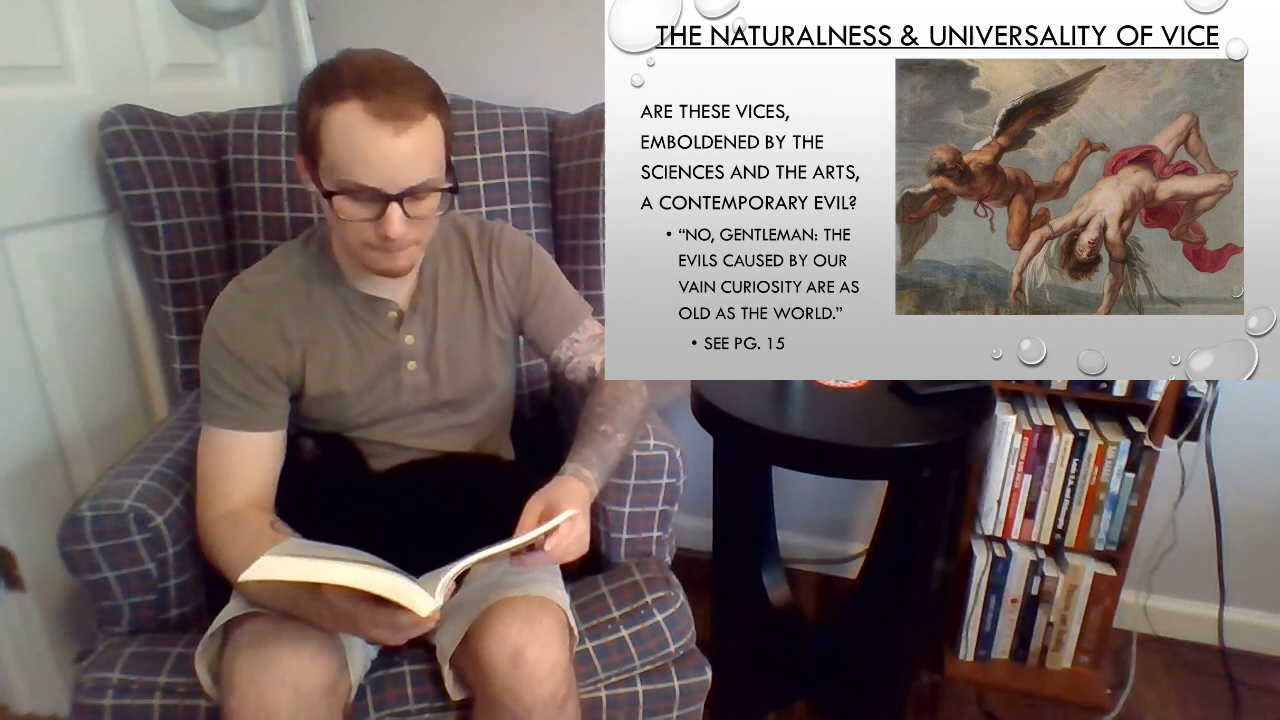 THE NATURALNESS & UNIVERSALITY OF VICE
ARE THESE VICES,
EMBOLDENED BY THE
SCIENCES AND THE ARTS,
A CONTEMPORARY EVIL?
• “NO, GENTLEMAN: THE
EVILS CAUSED BY OUR
VAIN CURIOSITY ARE AS
OLD AS THE WORLD.”
• SEE PG. 15